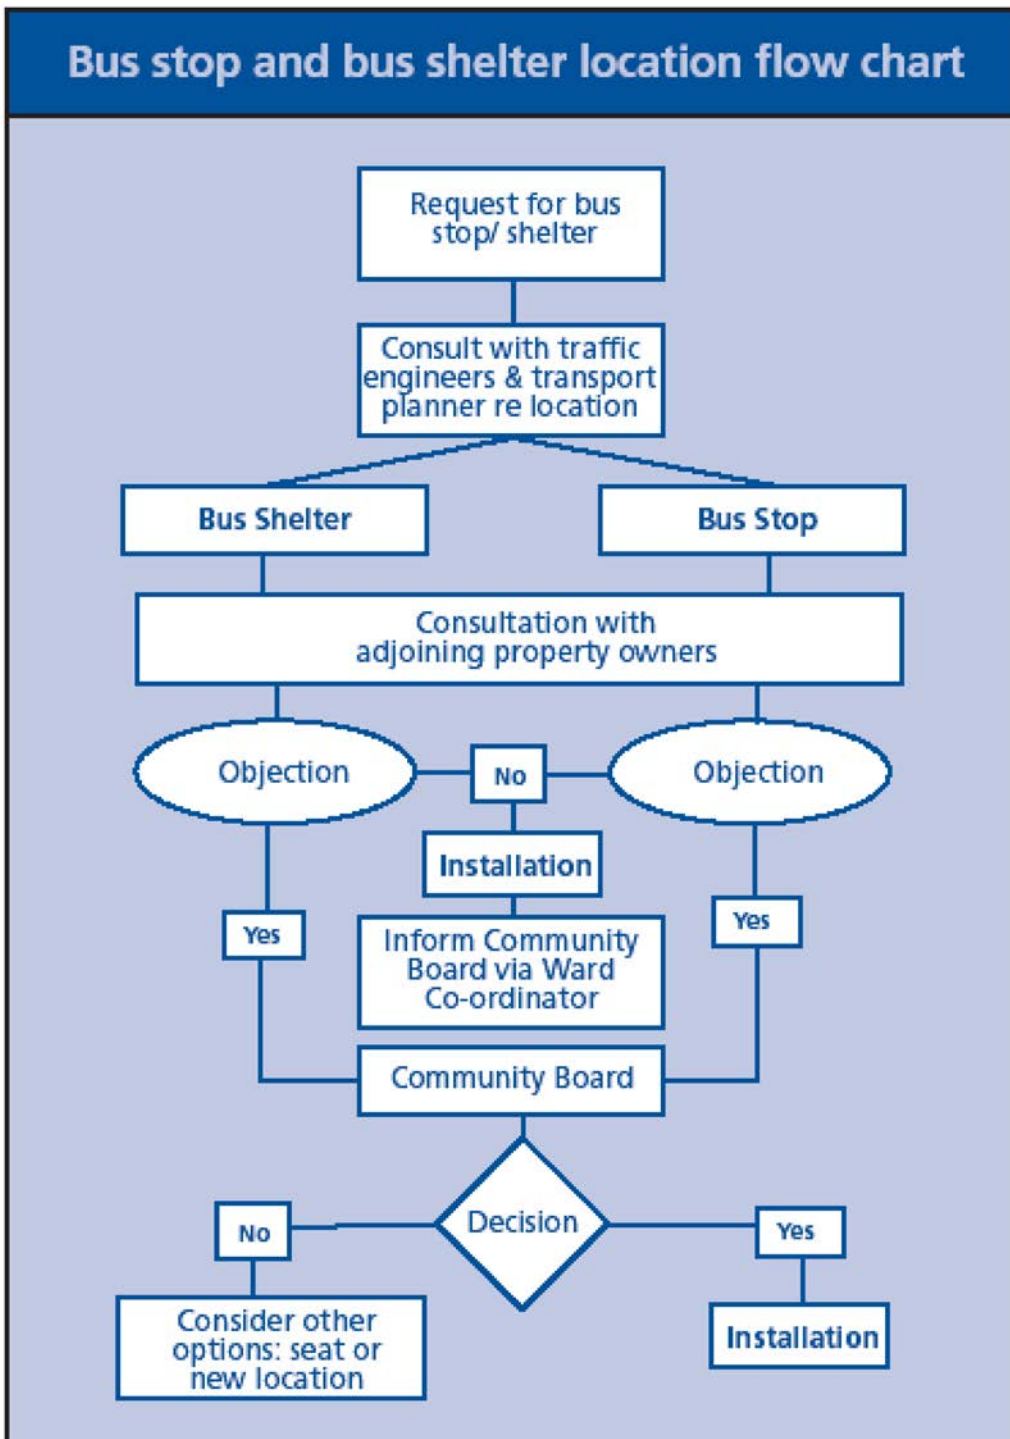 Bus stop and bus shelter location flow chart
Request for bus
stop/ shelter
Consult with traffic
engineers & transport
planner re location
Bus Shelter
Bus Stop
Consultation with
adjoining property owners
Objection
No
Objection
Installation
Yes
Yes
Inform Community
Board via Ward
Co-ordinator
Community Board
Decision
No
Yes
Consider other
options: seat or
new location
Installation